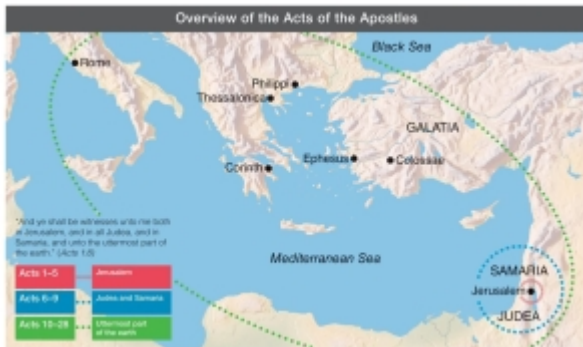 Overview of the Acts of the Apostles
Black Sea
Rome
Philippi
Thessalonica
GALATIA
Ephesus
Colossae
Corinth
"And ye shall be witnesses unto me both
in Jerusalem, and in all Judea, and in
Samaria, and unto the uttermost part of
the earth." (Acts 1:8)
Mediterranean Sea
SAMARIA
Jerusalem
JUDEA
Acts 1–5 Jerusalem
Acts 6–9 Judea and Samaria
Acts 10–28 Uttermost part
of the earth